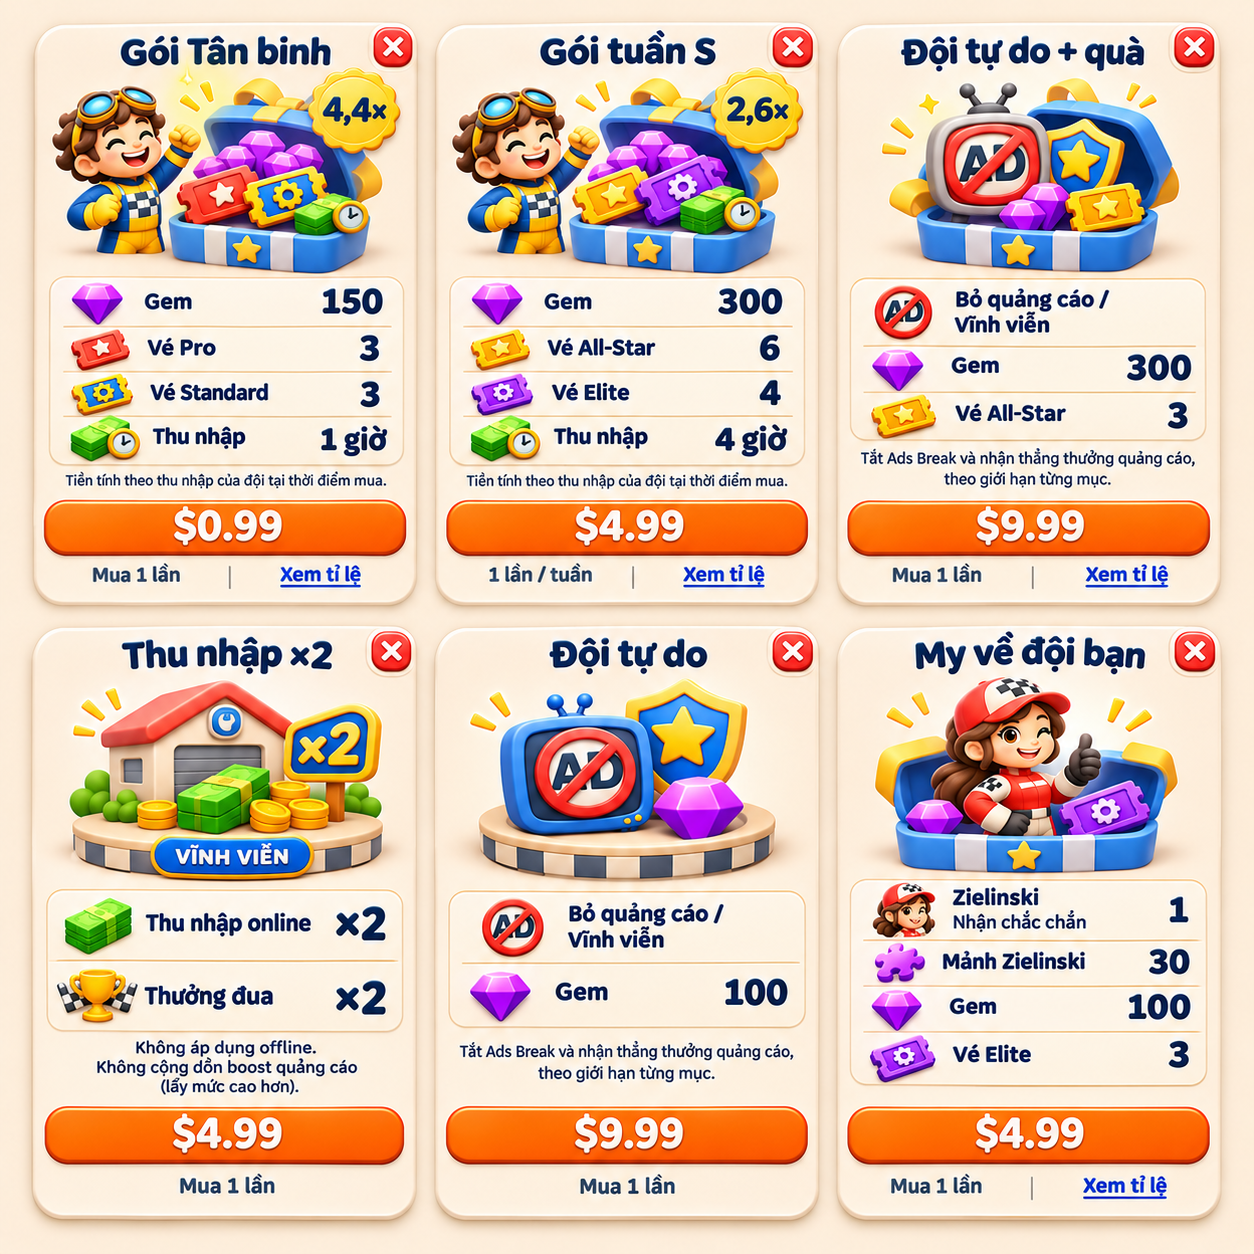 Gói Tân binh
4,4x
Gem 150
Vé Pro 3
Vé Standard 3
Thu nhập 1 giờ
Tiền tính theo thu nhập của đội tại thời điểm mua.
$0.99
Mua 1 lần | Xem tỉ lệ
Gói tuần S
2,6x
Gem 300
Vé All-Star 6
Vé Elite 4
Thu nhập 4 giờ
Tiền tính theo thu nhập của đội tại thời điểm mua.
$4.99
1 lần / tuần | Xem tỉ lệ
Đội tự do + quà
AD
AD
Bỏ quảng cáo /
Vĩnh viễn
Gem 300
Vé All-Star 3
Tắt Ads Break và nhận thẳng thưởng quảng cáo,
theo giới hạn từng mục.
$9.99
Mua 1 lần | Xem tỉ lệ
Thu nhập ×2
×2
VĨNH VIỄN
Thu nhập online ×2
Thưởng đua ×2
Không áp dụng offline.
Không cộng dồn boost quảng cáo
(lấy mức cao hơn).
$4.99
Mua 1 lần
Đội tự do
AD
AD
Bỏ quảng cáo /
Vĩnh viễn
Gem 100
Tắt Ads Break và nhận thẳng thưởng quảng cáo,
theo giới hạn từng mục.
$9.99
Mua 1 lần
My về đội bạn
Zielinski 1
Nhận chắc chắn
Mảnh Zielinski 30
Gem 100
Vé Elite 3
$4.99
Mua 1 lần | Xem tỉ lệ